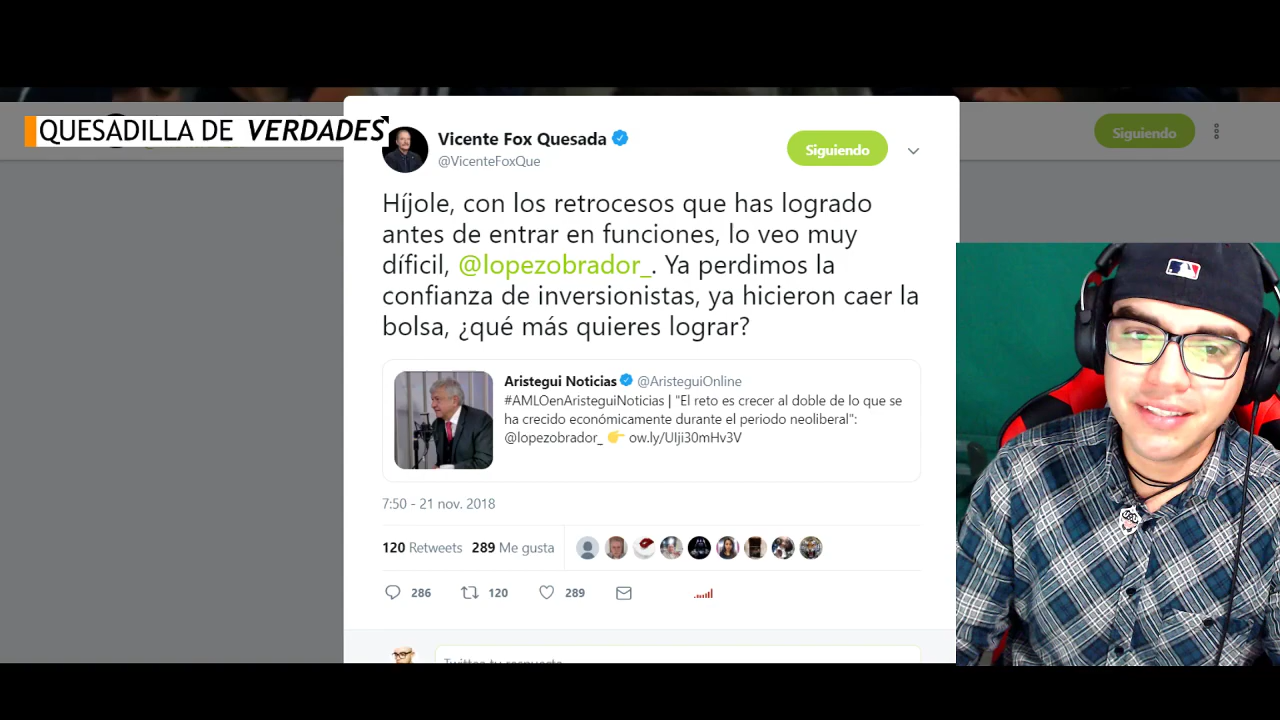 QUESADILLA DE VERDADES
Siguiendo
Vicente Fox Quesada
@VicenteFoxQue
Siguiendo
Híjole, con los retrocesos que has logrado
antes de entrar en funciones, lo veo muy
díficil, @lopezobrador_. Ya perdimos la
confianza de inversionistas, ya hicieron caer la
bolsa, ¿qué más quieres lograr?
Aristegui Noticias @AristeguiOnline
#AMLOenAristeguiNoticias | "El reto es crecer al doble de lo que se
ha crecido económicamente durante el periodo neoliberal":
@lopezobrador_ 👉 ow.ly/UIji30mHv3V
7:50 - 21 nov. 2018
120 Retweets 289 Me gusta
286 120 289
Twittea tu respuesta